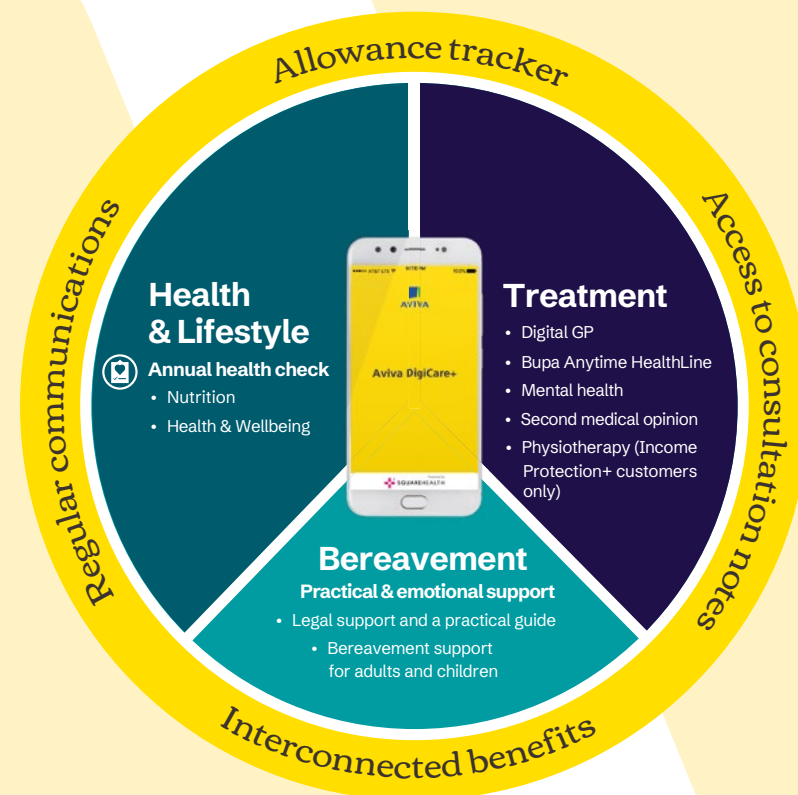 Allowance tracker
Access to consultation notes
Interconnected benefits
Regular communications
Health
& Lifestyle
Annual health check
• Nutrition
• Health & Wellbeing
AVIVA
Aviva DigiCare+
Powered by
SQUAREHEALTH
Treatment
• Digital GP
• Bupa Anytime HealthLine
• Mental health
• Second medical opinion
• Physiotherapy (Income
Protection+ customers
only)
Bereavement
Practical & emotional support
• Legal support and a practical guide
• Bereavement support
for adults and children